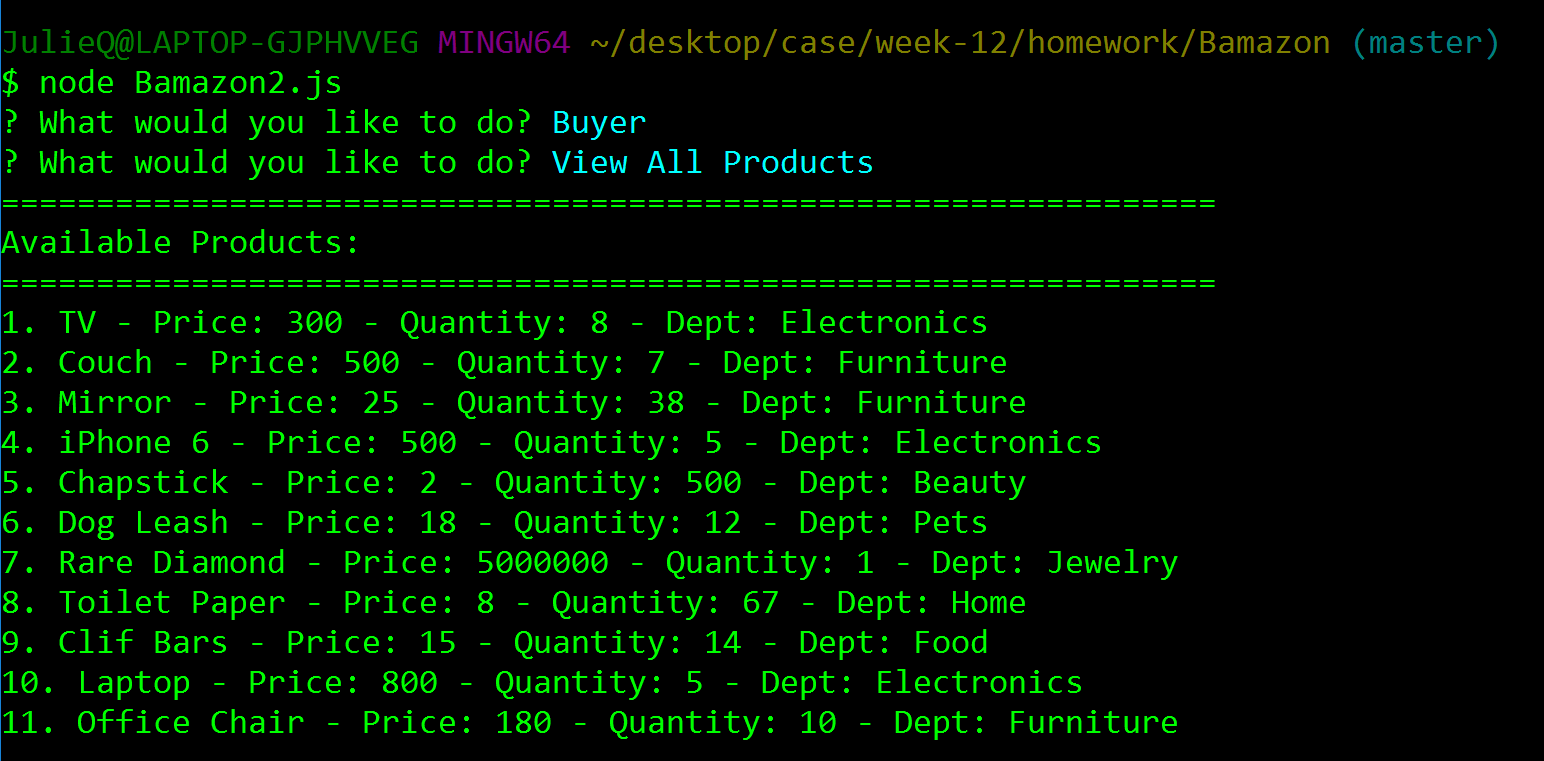 JulieQ@LAPTOP-GJPHVVEG MINGW64 ~/desktop/case/week-12/homework/Bamazon (master)
$ node Bamazon2.js
? What would you like to do? Buyer
? What would you like to do? View All Products
================================================================
Available Products:
================================================================
1. TV - Price: 300 - Quantity: 8 - Dept: Electronics
2. Couch - Price: 500 - Quantity: 7 - Dept: Furniture
3. Mirror - Price: 25 - Quantity: 38 - Dept: Furniture
4. iPhone 6 - Price: 500 - Quantity: 5 - Dept: Electronics
5. Chapstick - Price: 2 - Quantity: 500 - Dept: Beauty
6. Dog Leash - Price: 18 - Quantity: 12 - Dept: Pets
7. Rare Diamond - Price: 5000000 - Quantity: 1 - Dept: Jewelry
8. Toilet Paper - Price: 8 - Quantity: 67 - Dept: Home
9. Clif Bars - Price: 15 - Quantity: 14 - Dept: Food
10. Laptop - Price: 800 - Quantity: 5 - Dept: Electronics
11. Office Chair - Price: 180 - Quantity: 10 - Dept: Furniture